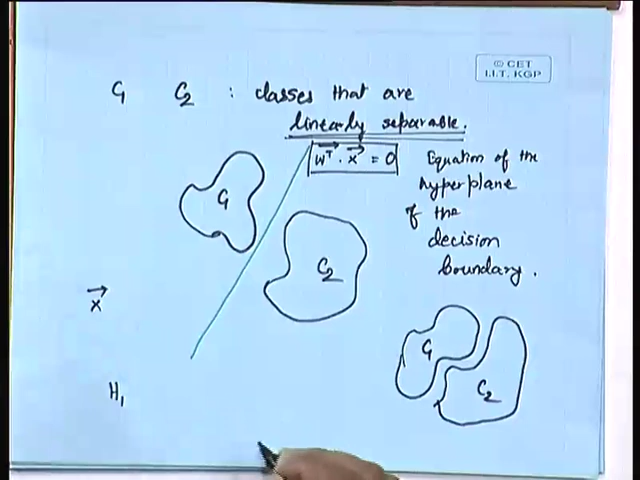 © CET
I.I.T. KGP
C₁ C₂ : classes that are
linearly separable.
w⃗ᵀ · x⃗ = 0
Equation of the
hyperplane
of the
decision
boundary.
C₁
C₂
x⃗
C₁
C₂
H₁